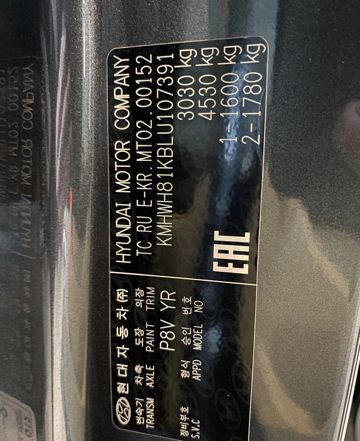 HYUNDAI MOTOR COMPANY
TC RU E-KR.MT02.00152
KMHWH81KBLU107391
3030 kg
4530 kg
1-1600 kg
2-1780 kg
EAC
현대자동차(주)
변속기 차축 도장 의장
TRANSM AXLE PAINT TRIM
P8V YR
형식 승인 번호
APPD MODEL NO
정비부호
S.V.C